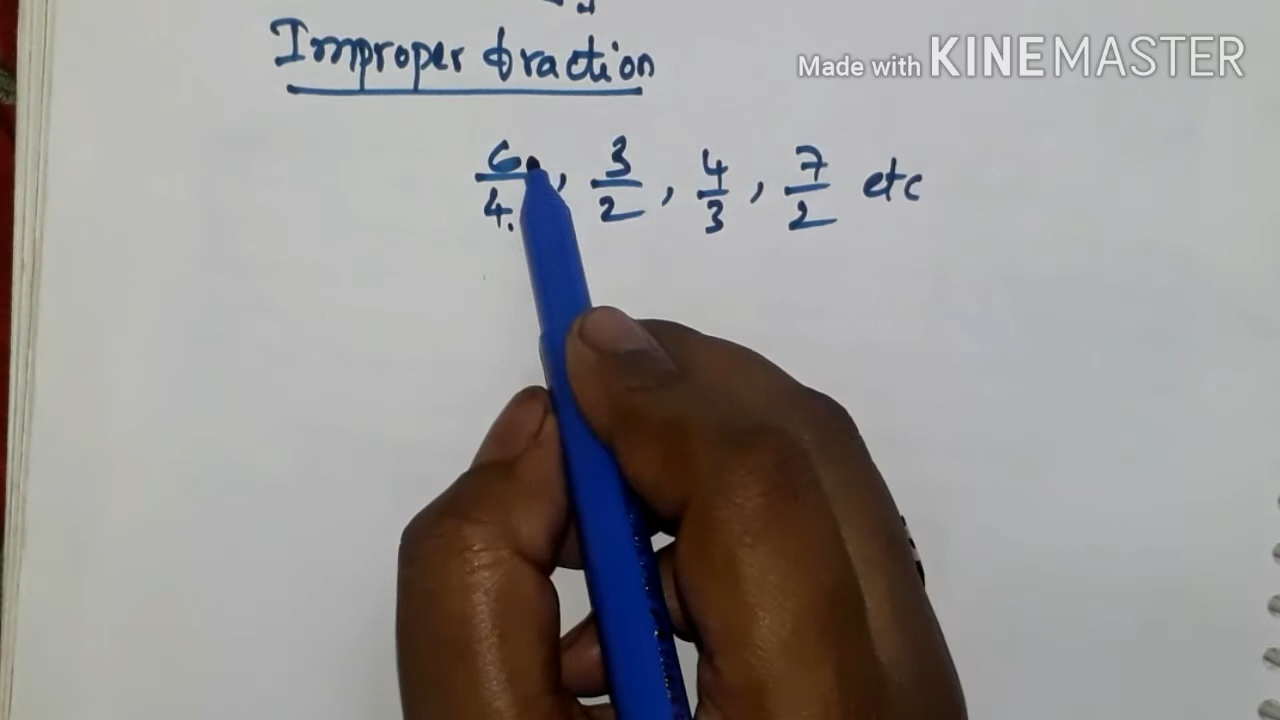 Improper fraction
Made with KINEMASTER
6/4, 3/2, 4/3, 7/2 etc